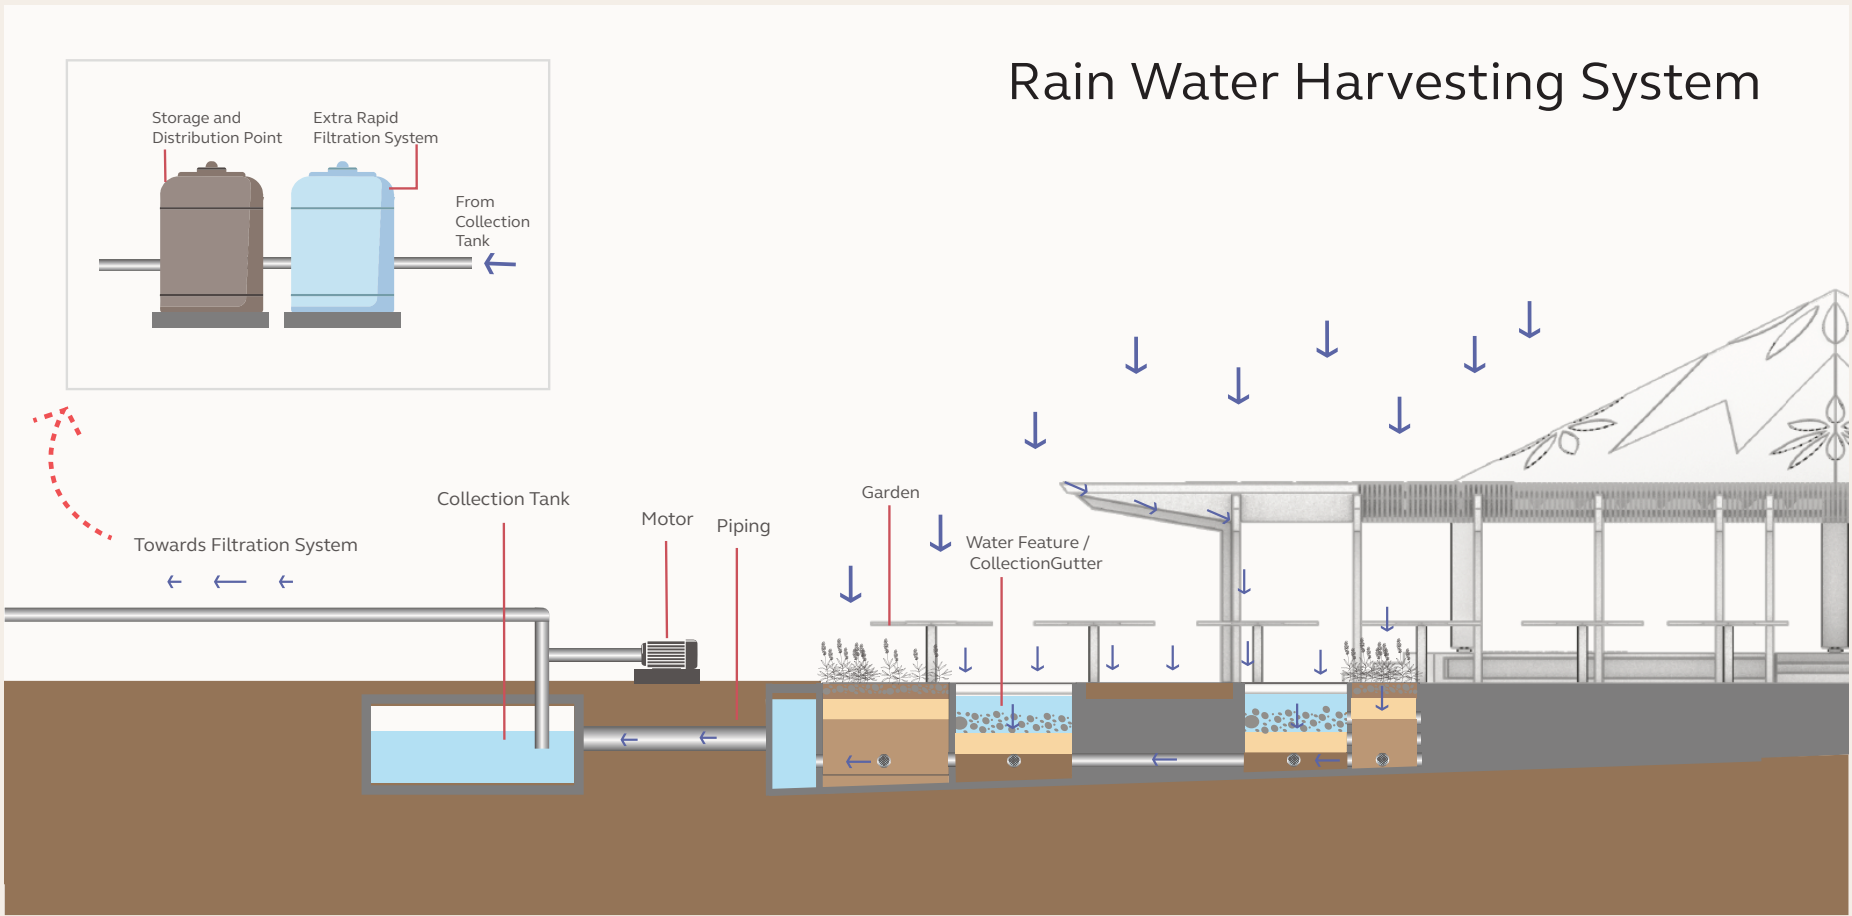 Rain Water Harvesting System
Storage and
Distribution Point
Extra Rapid
Filtration System
From
Collection
Tank
Collection Tank
Motor
Piping
Garden
Water Feature /
CollectionGutter
Towards Filtration System